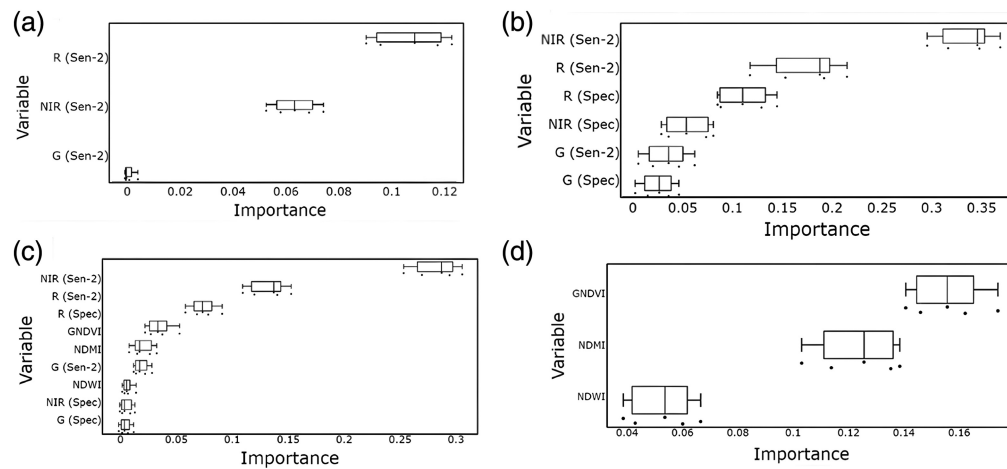 (a)
Variable
R (Sen-2)
NIR (Sen-2)
G (Sen-2)
0 0.02 0.04 0.06 0.08 0.1 0.12
Importance
(b)
Variable
NIR (Sen-2)
R (Sen-2)
R (Spec)
NIR (Spec)
G (Sen-2)
G (Spec)
0 0.05 0.1 0.15 0.2 0.25 0.3 0.35
Importance
(c)
Variable
NIR (Sen-2)
R (Sen-2)
R (Spec)
GNDVI
NDMI
G (Sen-2)
NDWI
NIR (Spec)
G (Spec)
0 0.05 0.1 0.15 0.2 0.25 0.3
Importance
(d)
Variable
GNDVI
NDMI
NDWI
0.04 0.06 0.08 0.1 0.12 0.14 0.16
Importance